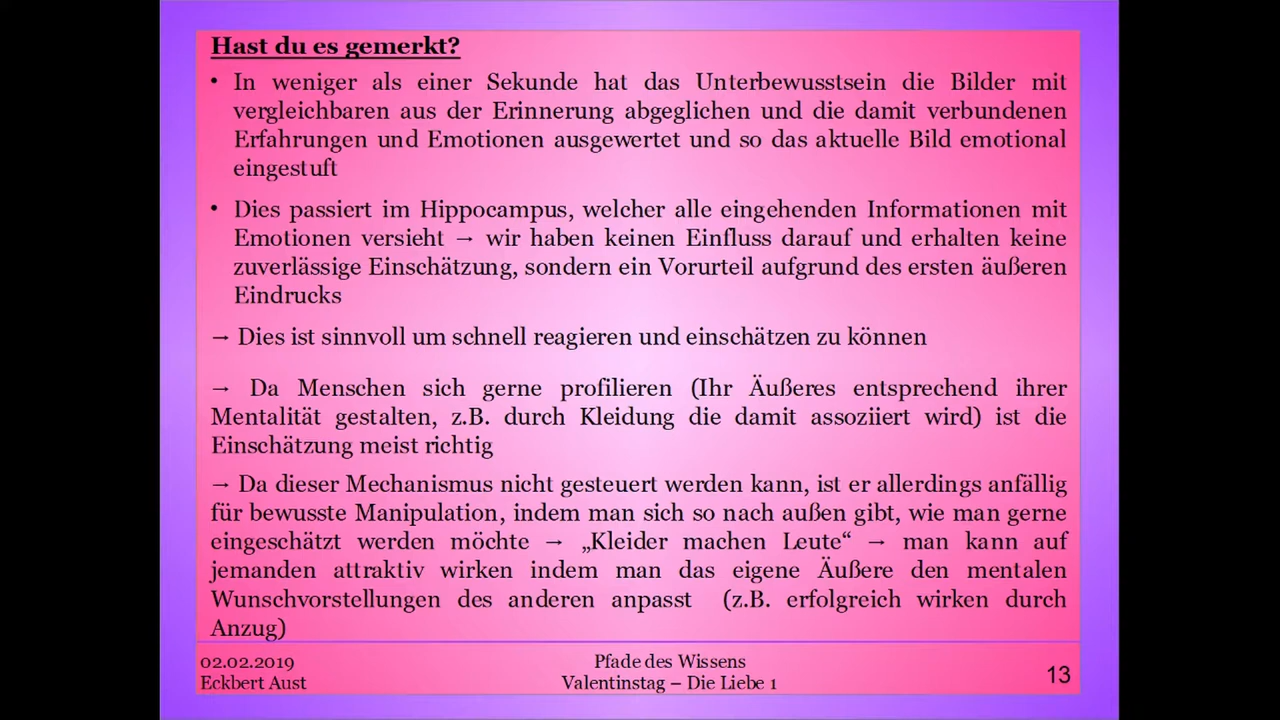 Hast du es gemerkt?
• In weniger als einer Sekunde hat das Unterbewusstsein die Bilder mit
vergleichbaren aus der Erinnerung abgeglichen und die damit verbundenen
Erfahrungen und Emotionen ausgewertet und so das aktuelle Bild emotional
eingestuft
• Dies passiert im Hippocampus, welcher alle eingehenden Informationen mit
Emotionen versieht → wir haben keinen Einfluss darauf und erhalten keine
zuverlässige Einschätzung, sondern ein Vorurteil aufgrund des ersten äußeren
Eindrucks
→ Dies ist sinnvoll um schnell reagieren und einschätzen zu können
→ Da Menschen sich gerne profilieren (Ihr Äußeres entsprechend ihrer
Mentalität gestalten, z.B. durch Kleidung die damit assoziiert wird) ist die
Einschätzung meist richtig
→ Da dieser Mechanismus nicht gesteuert werden kann, ist er allerdings anfällig
für bewusste Manipulation, indem man sich so nach außen gibt, wie man gerne
eingeschätzt werden möchte → „Kleider machen Leute“ → man kann auf
jemanden attraktiv wirken indem man das eigene Äußere den mentalen
Wunschvorstellungen des anderen anpasst (z.B. erfolgreich wirken durch
Anzug)
02.02.2019
Eckbert Aust
Pfade des Wissens
Valentinstag – Die Liebe 1
13